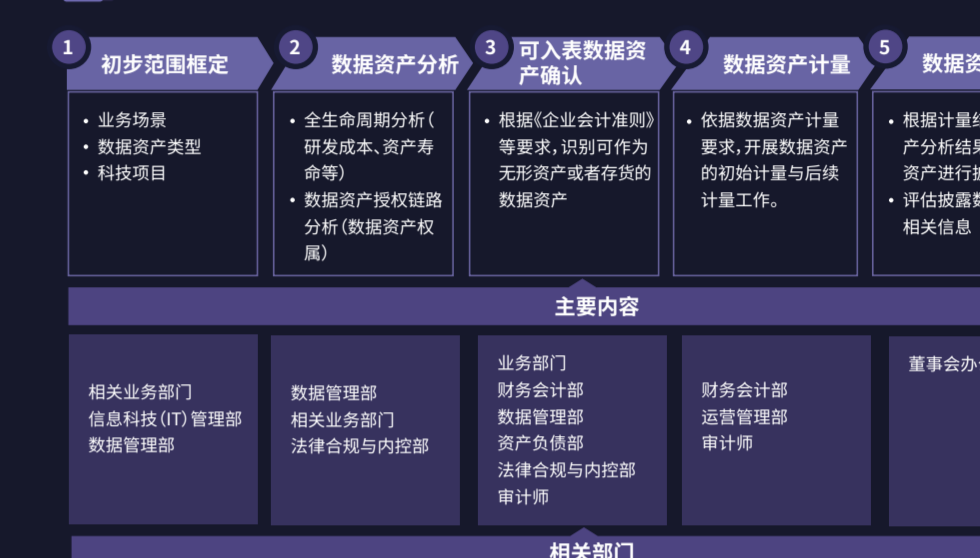 1
初步范围框定
2
数据资产分析
3
可入表数据资
产确认
4
数据资产计量
5
数据资
• 业务场景
• 数据资产类型
• 科技项目
• 全生命周期分析（
研发成本、资产寿
命等）
• 数据资产授权链路
分析（数据资产权
属）
• 根据《企业会计准则》
等要求，识别可作为
无形资产或者存货的
数据资产
• 依据数据资产计量
要求，开展数据资产
的初始计量与后续
计量工作。
• 根据计量
产分析结果
资产进行
• 评估披露数
相关信息
主要内容
相关业务部门
信息科技（IT）管理部
数据管理部
数据管理部
相关业务部门
法律合规与内控部
业务部门
财务会计部
数据管理部
资产负债部
法律合规与内控部
审计师
财务会计部
运营管理部
审计师
董事会办
相关部门